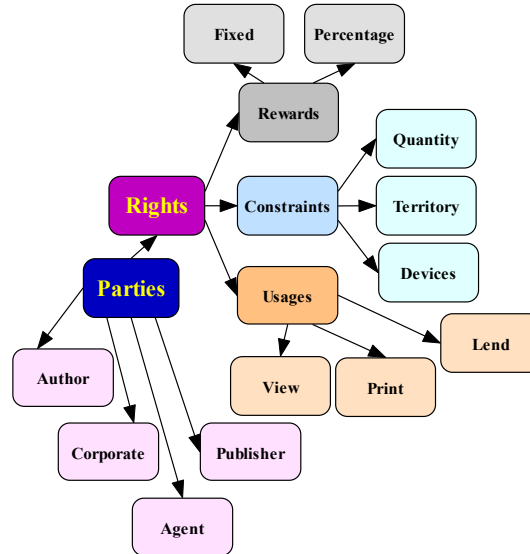 Fixed
Percentage
Rewards
Quantity
Rights
Constraints
Territory
Parties
Devices
Usages
Lend
Author
View
Print
Corporate
Publisher
Agent